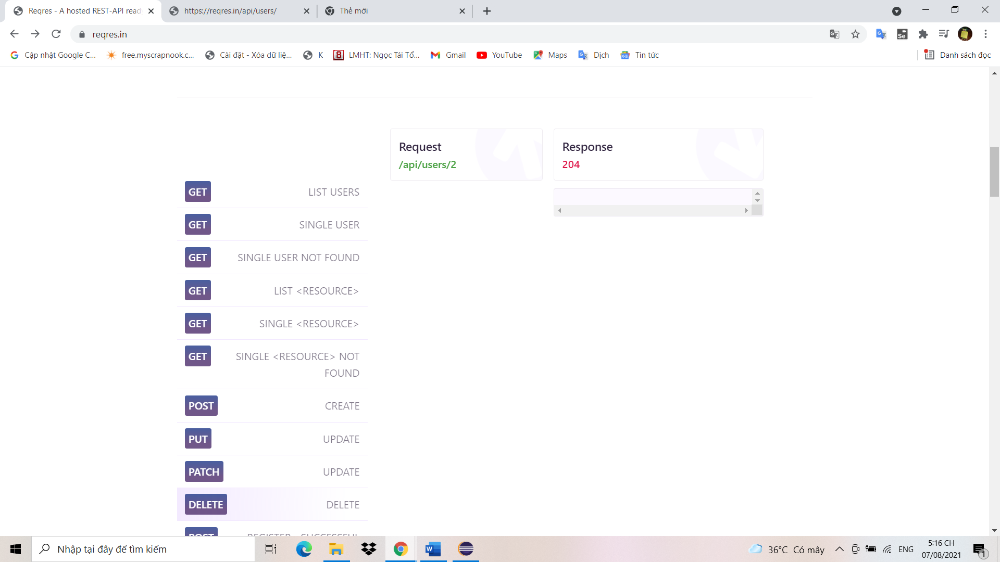 Reqres - A hosted REST-API read
https://reqres.in/api/users/
Thẻ mới
reqres.in
Cập nhật Google C...
free.myscrapnook.c...
Cài đặt - Xóa dữ liệ...
K
LMHT: Ngọc Tái Tổ...
Gmail
YouTube
Maps
Dịch
Tin tức
Danh sách đọc
Request
/api/users/2
Response
204
GET LIST USERS
GET SINGLE USER
GET SINGLE USER NOT FOUND
GET LIST <RESOURCE>
GET SINGLE <RESOURCE>
GET SINGLE <RESOURCE> NOT
FOUND
POST CREATE
PUT UPDATE
PATCH UPDATE
DELETE DELETE
POST REGISTER - SUCCESSFUL
Nhập tại đây để tìm kiếm
36°C Có mây
ENG
5:16 CH
07/08/2021
1